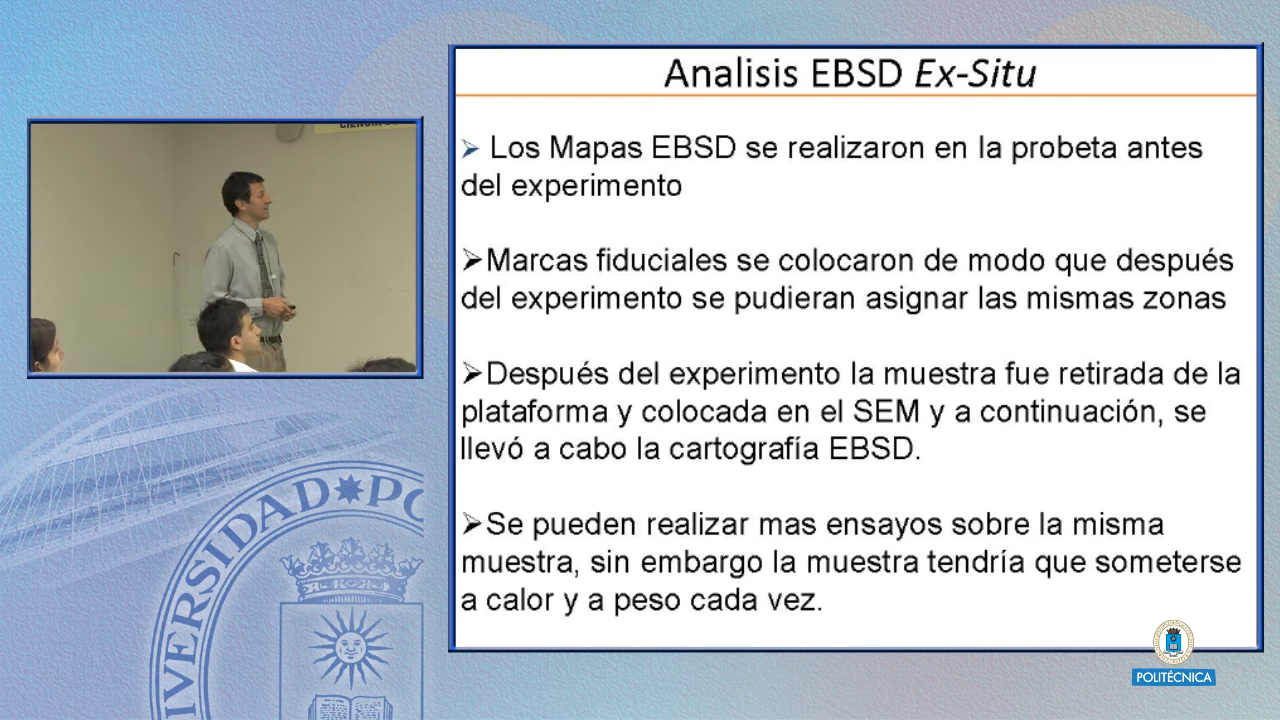 Analisis EBSD Ex-Situ
➢ Los Mapas EBSD se realizaron en la probeta antes
del experimento
➢Marcas fiduciales se colocaron de modo que después
del experimento se pudieran asignar las mismas zonas
➢Después del experimento la muestra fue retirada de la
plataforma y colocada en el SEM y a continuación, se
llevó a cabo la cartografía EBSD.
➢Se pueden realizar mas ensayos sobre la misma
muestra, sin embargo la muestra tendría que someterse
a calor y a peso cada vez.
POLITÉCNICA